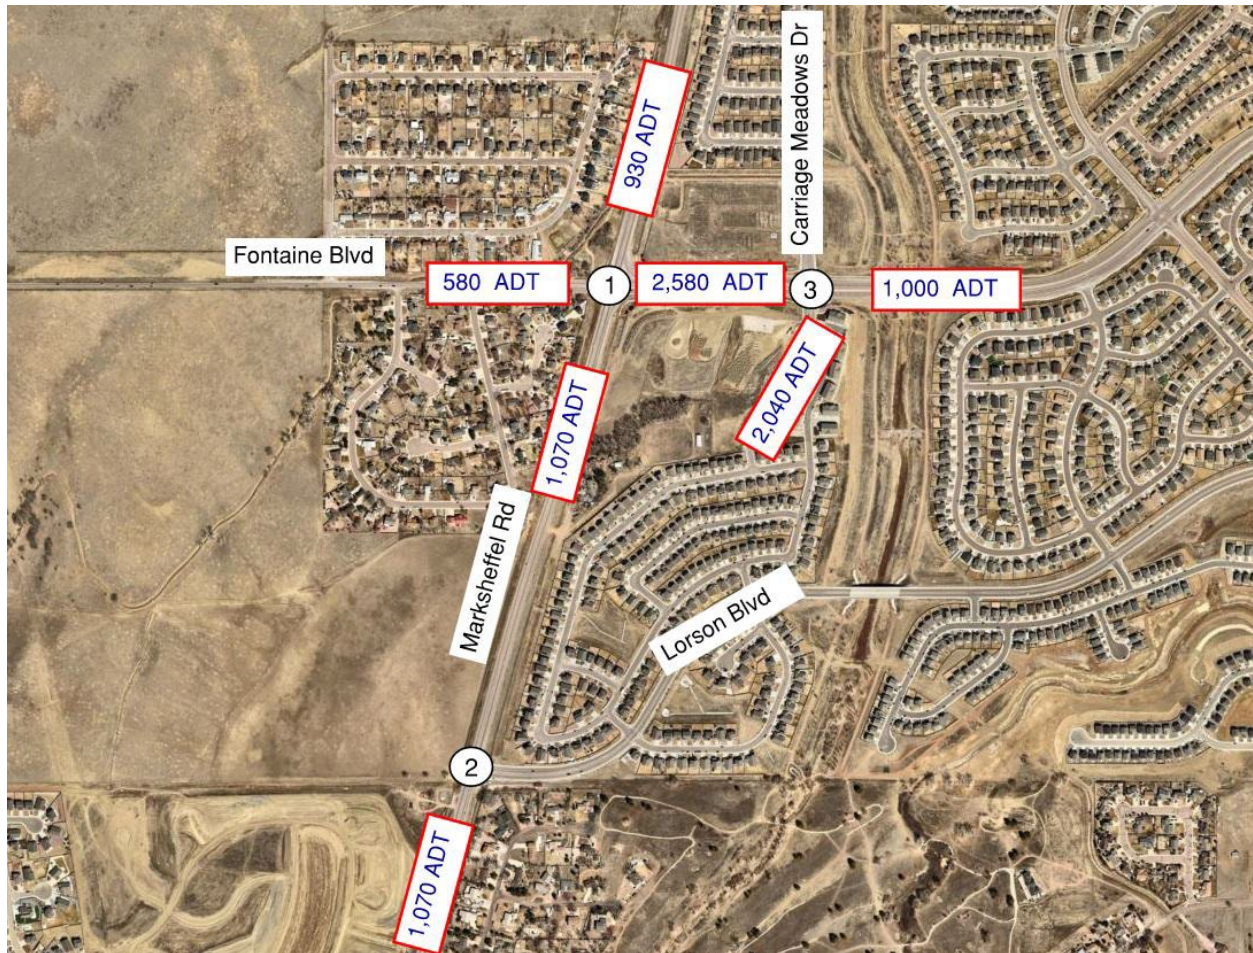 930 ADT
Carriage Meadows Dr
Fontaine Blvd
580 ADT
1
2,580 ADT
3
1,000 ADT
2,040 ADT
1,070 ADT
Marksheffel Rd
Lorson Blvd
2
1,070 ADT